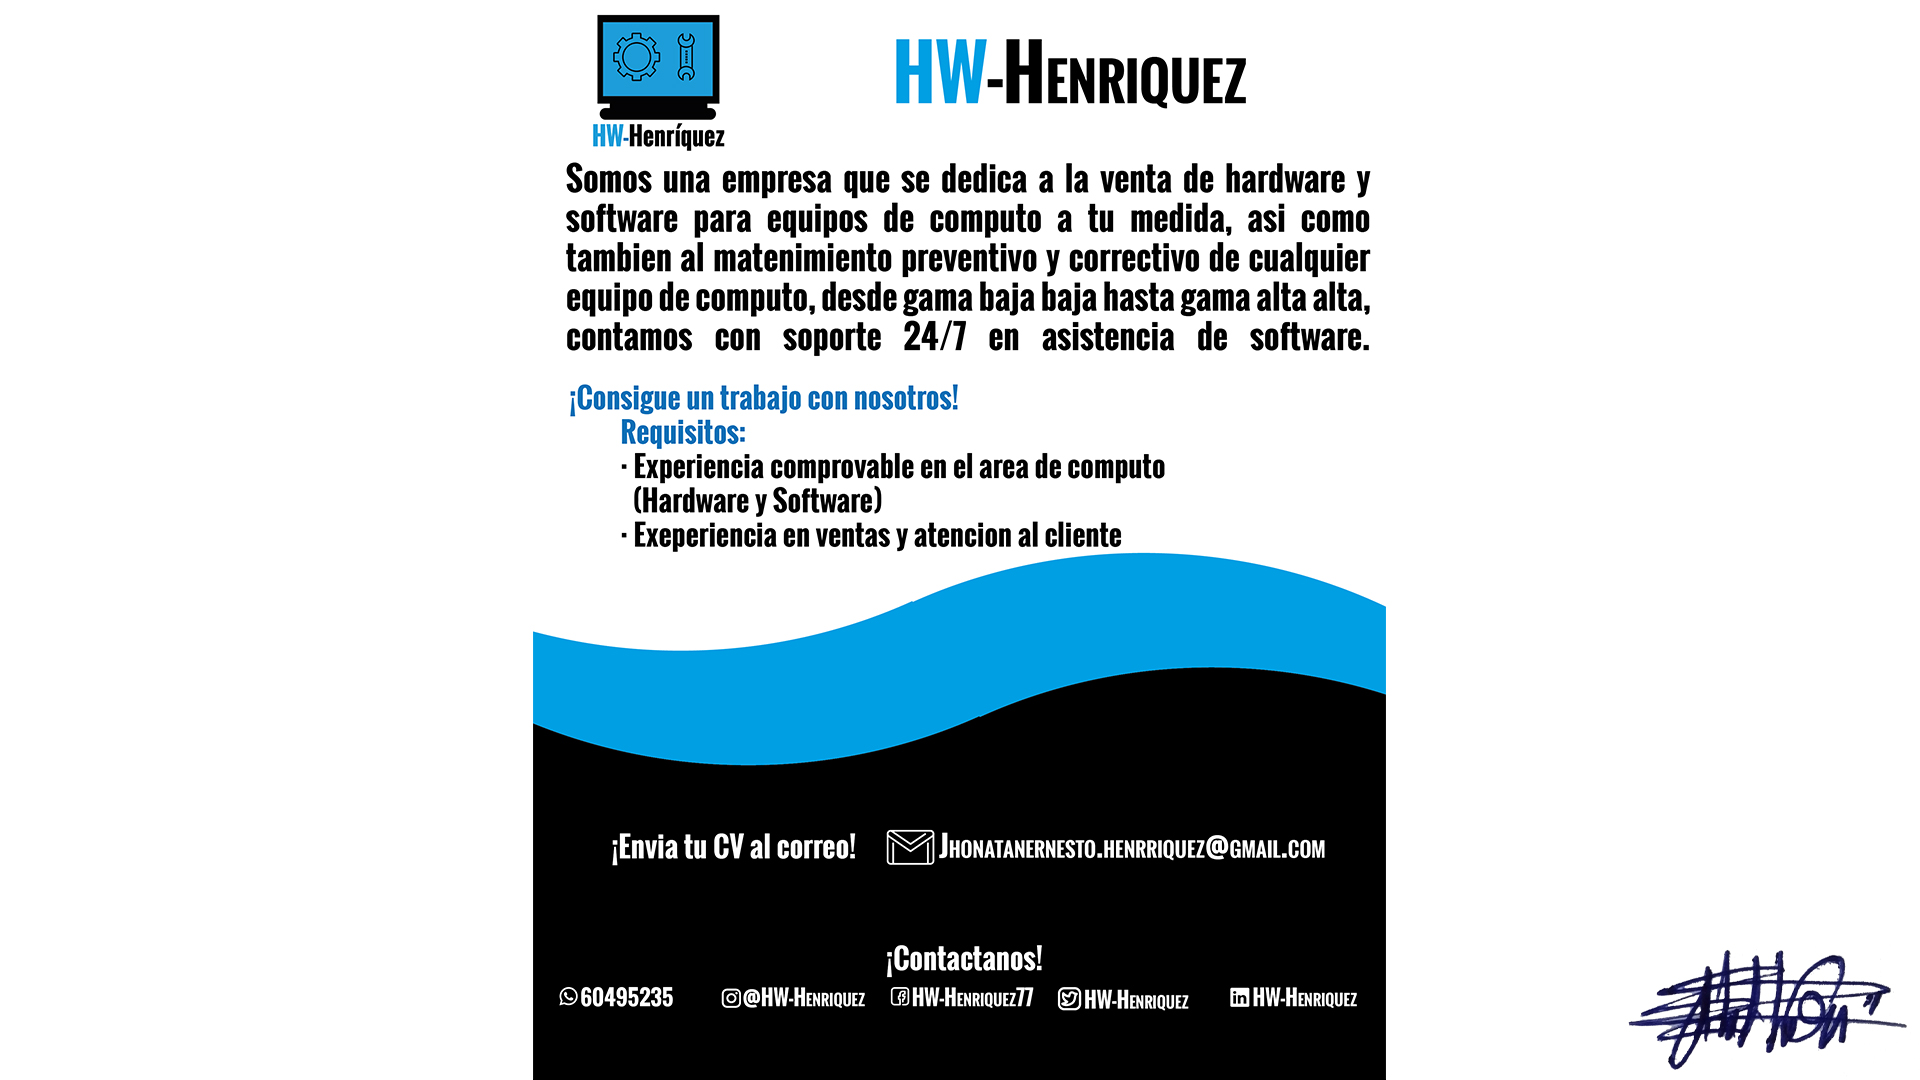 HW-Henríquez
HW-HENRIQUEZ
Somos una empresa que se dedica a la venta de hardware y
software para equipos de computo a tu medida, asi como
tambien al matenimiento preventivo y correctivo de cualquier
equipo de computo, desde gama baja baja hasta gama alta alta,
contamos con soporte 24/7 en asistencia de software.
¡Consigue un trabajo con nosotros!
Requisitos:
· Experiencia comprovable en el area de computo
(Hardware y Software)
· Exeperiencia en ventas y atencion al cliente
¡Envia tu CV al correo! JHONATANERNESTO.HENRRIQUEZ@GMAIL.COM
¡Contactanos!
60495235 @HW-HENRIQUEZ HW-HENRIQUEZ77 HW-HENRIQUEZ HW-HENRIQUEZ